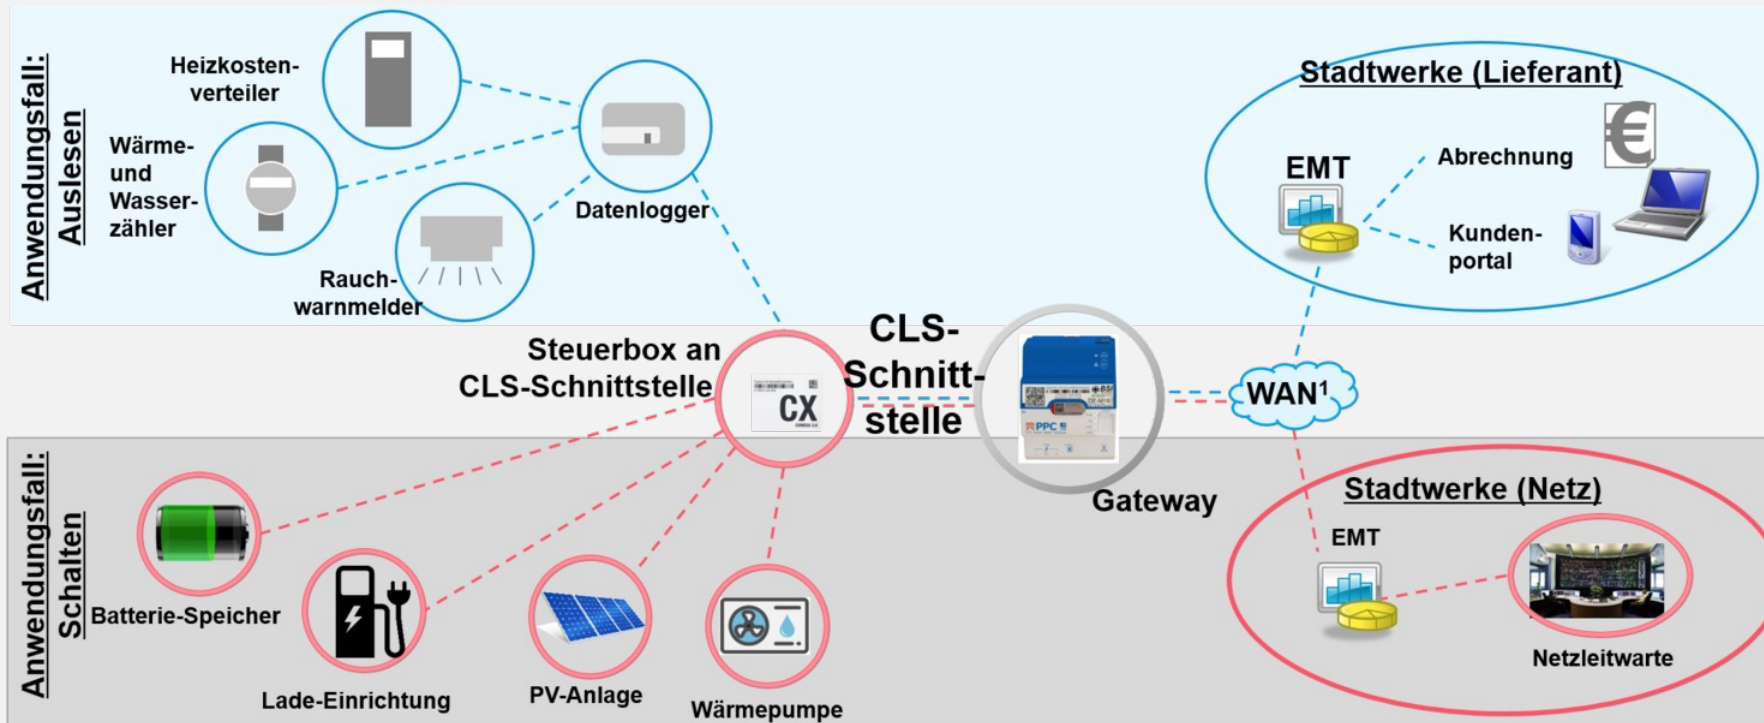 Anwendungsfall:
Auslesen
Heizkosten-
verteiler
Wärme-
und
Wasser-
zähler
Rauch-
warnmelder
Datenlogger
Stadtwerke (Lieferant)
EMT
Abrechnung
€
Kunden-
portal
Steuerbox an
CLS-Schnittstelle
CX
CLS-
Schnitt-
stelle
BSI
PPC
Gateway
WAN¹
Anwendungsfall:
Schalten
Batterie-Speicher
Lade-Einrichtung
PV-Anlage
Wärmepumpe
Stadtwerke (Netz)
EMT
Netzleitwarte